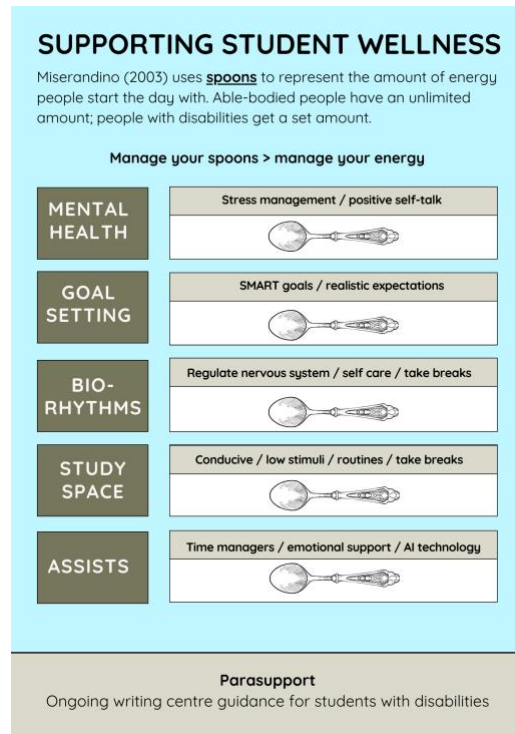 SUPPORTING STUDENT WELLNESS
Miserandino (2003) uses spoons to represent the amount of energy
people start the day with. Able-bodied people have an unlimited
amount; people with disabilities get a set amount.
Manage your spoons > manage your energy
MENTAL
HEALTH
Stress management / positive self-talk
GOAL
SETTING
SMART goals / realistic expectations
BIO-
RHYTHMS
Regulate nervous system / self care / take breaks
STUDY
SPACE
Conducive / low stimuli / routines / take breaks
ASSISTS
Time managers / emotional support / AI technology
Parasupport
Ongoing writing centre guidance for students with disabilities